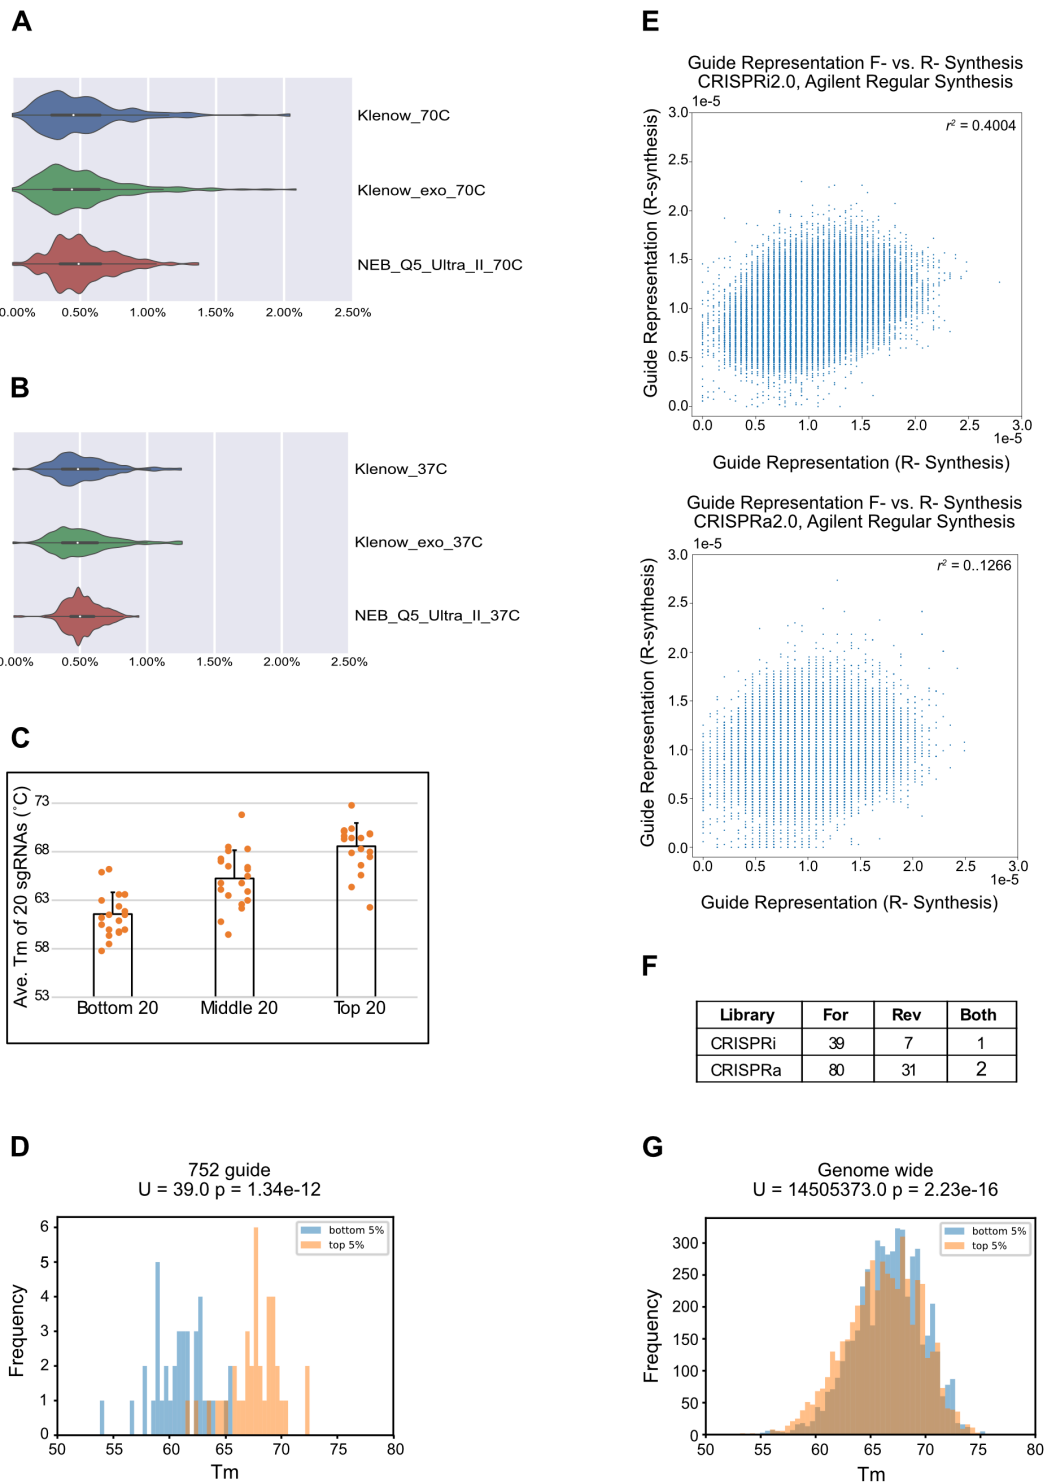 A
Klenow_70C
Klenow_exo_70C
NEB_Q5_Ultra_II_70C
0.00% 0.50% 1.00% 1.50% 2.00% 2.50%
B
Klenow_37C
Klenow_exo_37C
NEB_Q5_Ultra_II_37C
0.00% 0.50% 1.00% 1.50% 2.00% 2.50%
C
Ave. Tm of 20 sgRNAs (˚C)
73
68
63
58
53
Bottom 20 Middle 20 Top 20
D
752 guide
U = 39.0 p = 1.34e-12
bottom 5%
top 5%
Frequency
6
5
4
3
2
1
0
50 55 60 65 70 75 80
Tm
E
Guide Representation F- vs. R- Synthesis
CRISPRi2.0, Agilent Regular Synthesis
1e-5
r² = 0.4004
Guide Representation (R-synthesis)
3.0
2.5
2.0
1.5
1.0
0.5
0.0
0.0 0.5 1.0 1.5 2.0 2.5 3.0
1e-5
Guide Representation (R- Synthesis)
Guide Representation F- vs. R- Synthesis
CRISPRa2.0, Agilent Regular Synthesis
1e-5
r² = 0..1266
Guide Representation (R-synthesis)
3.0
2.5
2.0
1.5
1.0
0.5
0.0
0.0 0.5 1.0 1.5 2.0 2.5 3.0
1e-5
Guide Representation (R- Synthesis)
F
Library For Rev Both
CRISPRi 39 7 1
CRISPRa 80 31 2
G
Genome wide
U = 14505373.0 p = 2.23e-16
bottom 5%
top 5%
Frequency
300
250
200
150
100
50
0
50 55 60 65 70 75 80
Tm